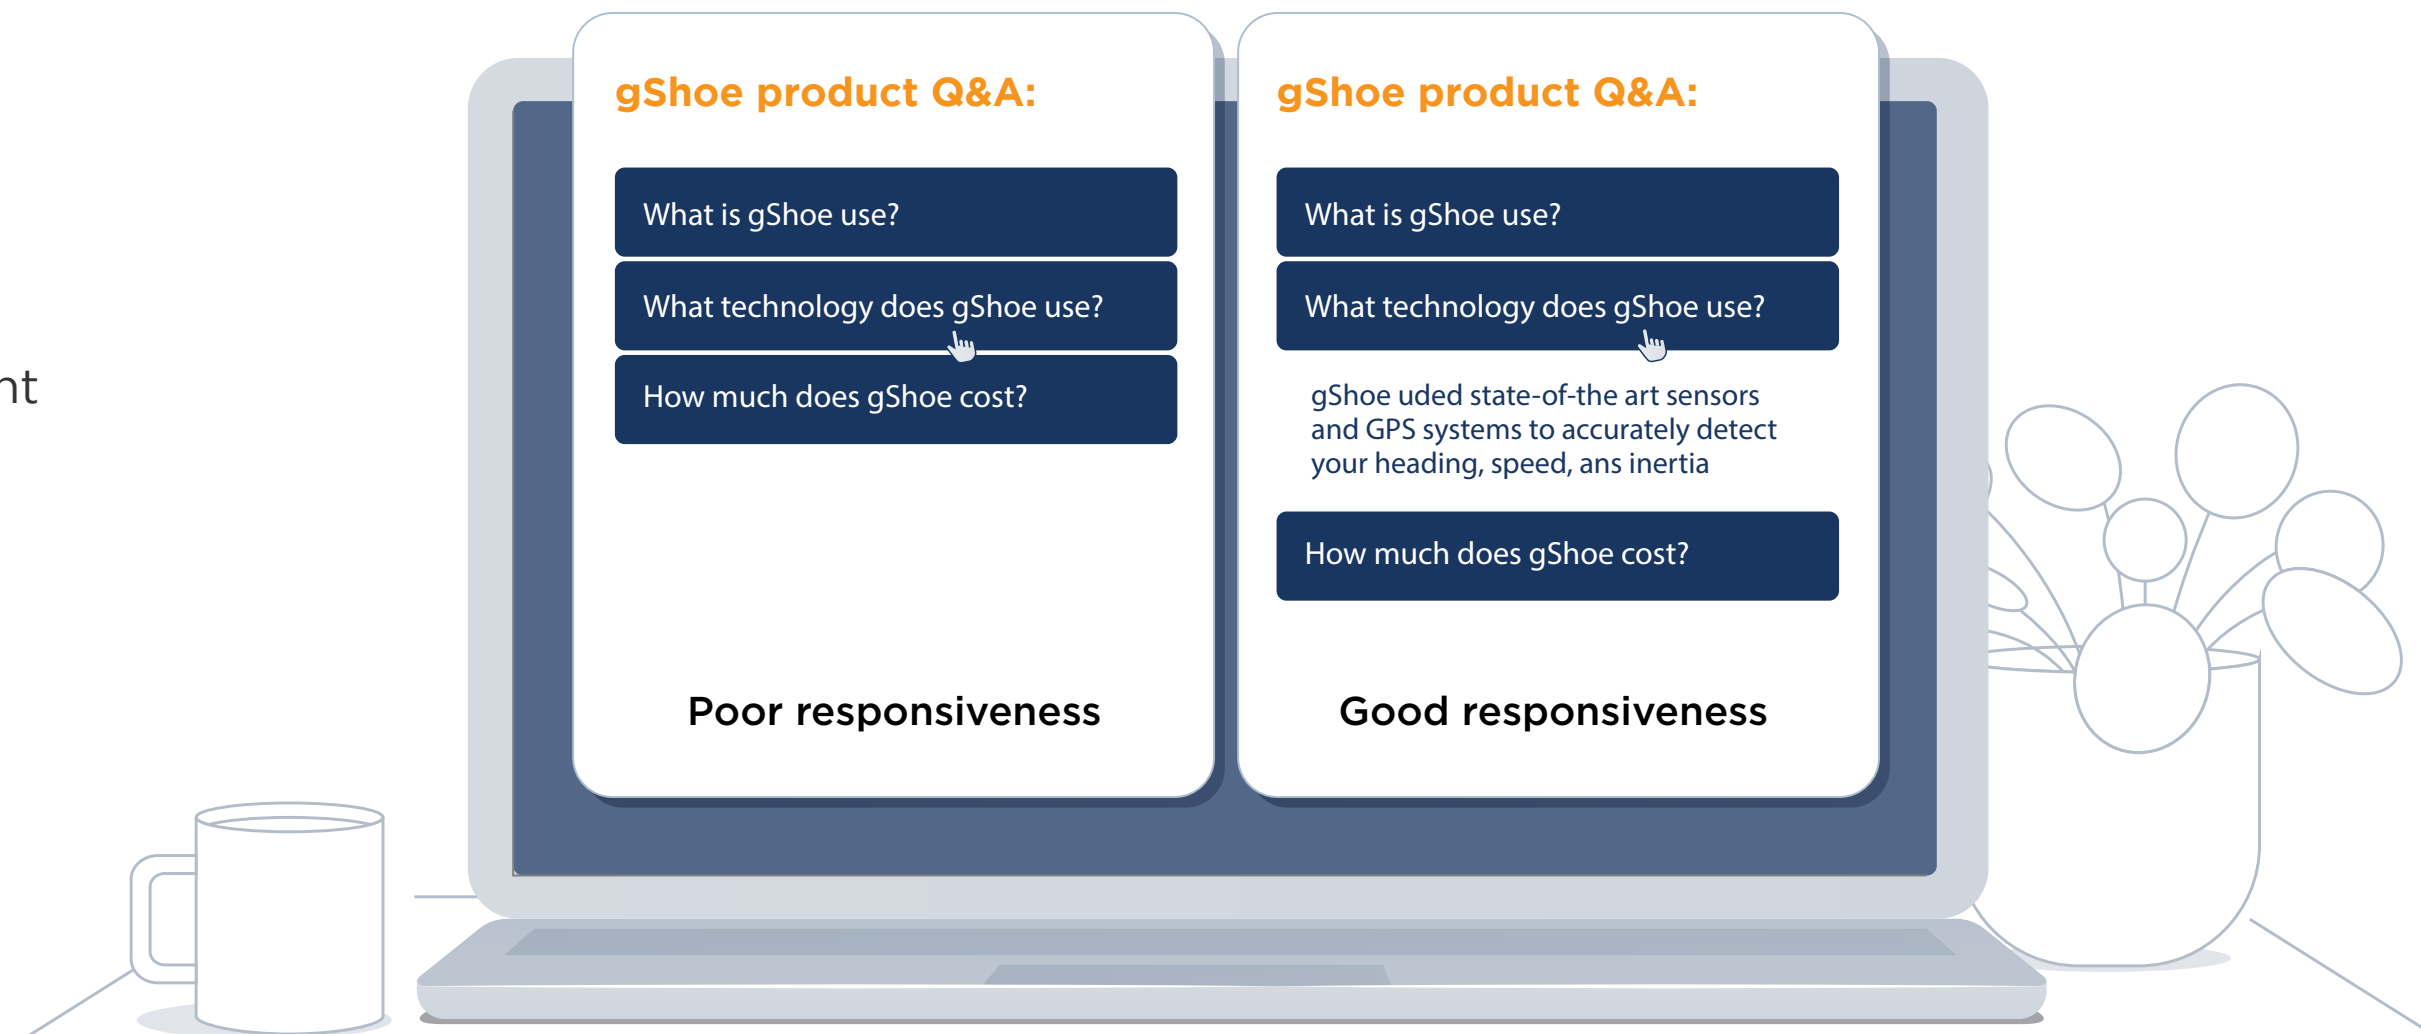 nt
gShoe product Q&A:
What is gShoe use?
What technology does gShoe use?
How much does gShoe cost?
Poor responsiveness
gShoe product Q&A:
What is gShoe use?
What technology does gShoe use?
gShoe uded state-of-the art sensors
and GPS systems to accurately detect
your heading, speed, ans inertia
How much does gShoe cost?
Good responsiveness